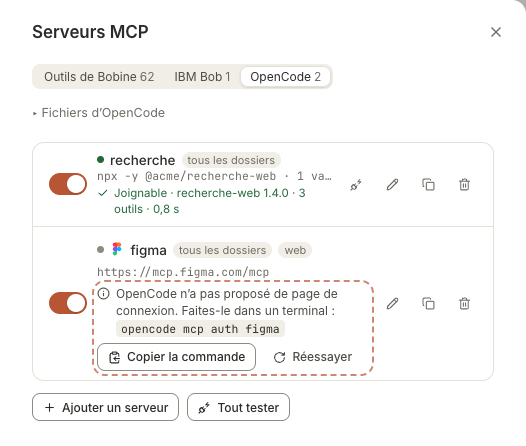 Serveurs MCP
Outils de Bobine 62 IBM Bob 1 OpenCode 2
Fichiers d’OpenCode
recherche tous les dossiers
npx -y @acme/recherche-web · 1 va…
Joignable · recherche-web 1.4.0 · 3
outils · 0,8 s
figma tous les dossiers web
https://mcp.figma.com/mcp
OpenCode n’a pas proposé de page de
connexion. Faites-le dans un terminal :
opencode mcp auth figma
Copier la commande Réessayer
Ajouter un serveur Tout tester